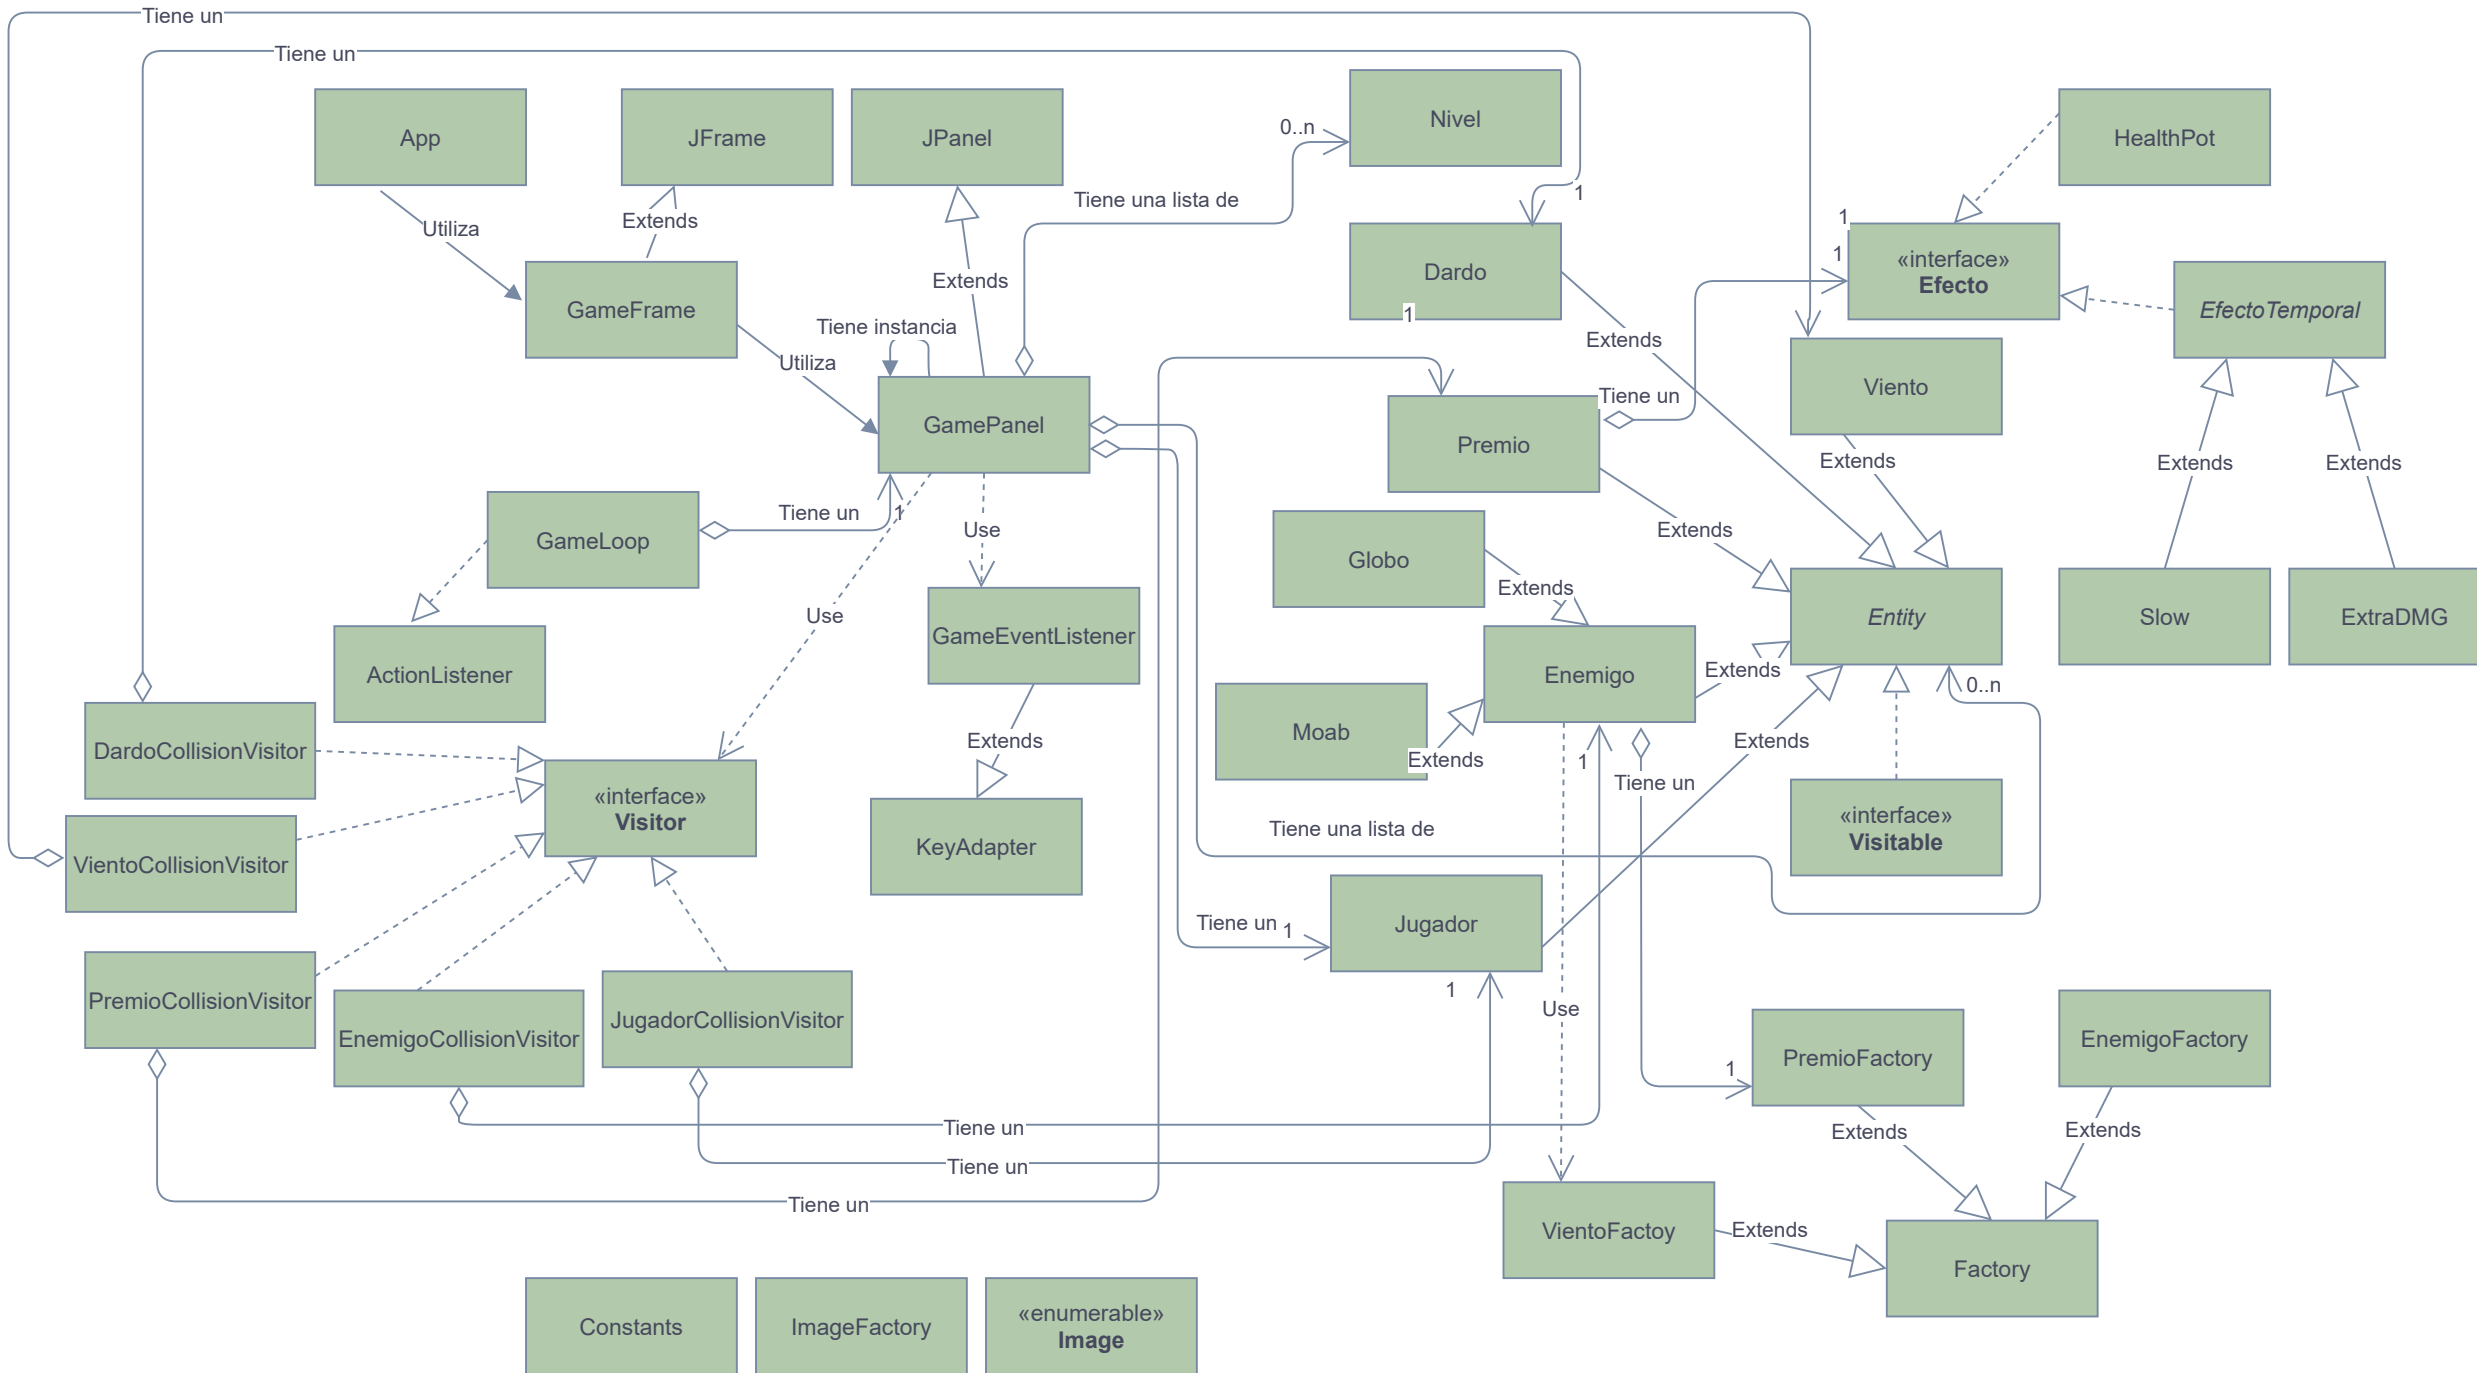 Tiene un
Tiene un
App
JFrame
JPanel
Nivel
HealthPot
0..n
Tiene una lista de
1
1
Utiliza
Extends
1
Dardo
«interface»
Efecto
EfectoTemporal
Extends
GameFrame
1
Tiene instancia
Extends
Utiliza
Viento
Tiene un
GamePanel
Premio
Extends
Extends
Extends
Tiene un
1
Use
Extends
GameLoop
Globo
Extends
Use
GameEventListener
Entity
Slow
ExtraDMG
ActionListener
Enemigo
Extends
0..n
DardoCollisionVisitor
Moab
Extends
Extends
Extends
1
Tiene un
«interface»
Visitor
«interface»
Visitable
Tiene una lista de
KeyAdapter
VientoCollisionVisitor
Tiene un
1
Jugador
1
PremioCollisionVisitor
EnemigoCollisionVisitor
JugadorCollisionVisitor
Use
PremioFactory
EnemigoFactory
1
Tiene un
Extends
Extends
Tiene un
Tiene un
VientoFactoy
Extends
Factory
Constants
ImageFactory
«enumerable»
Image